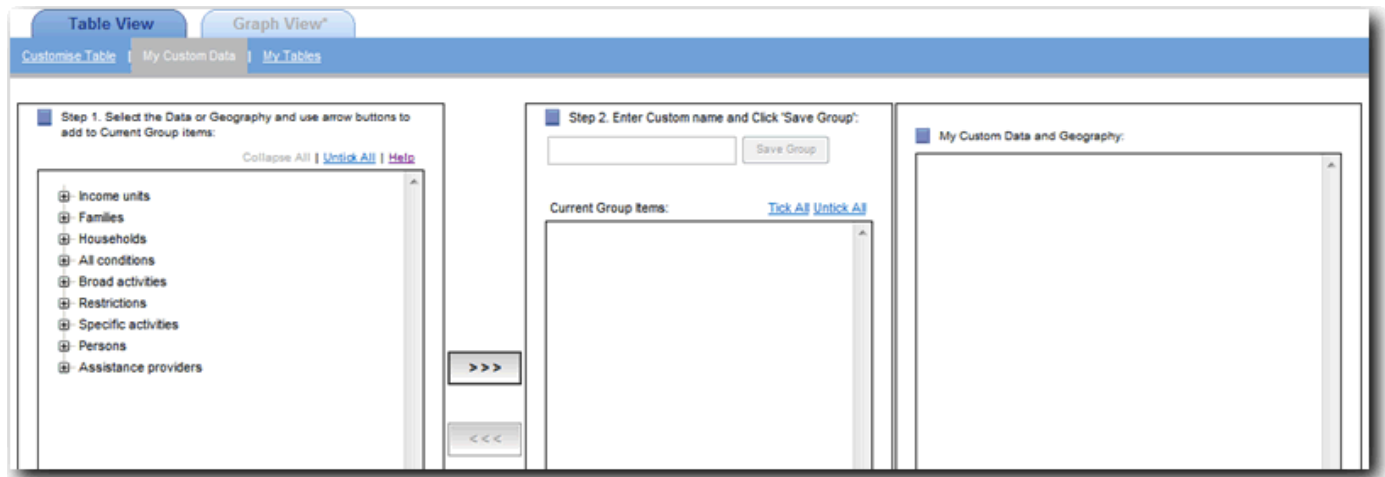 Table View
Graph View*
Customise Table | My Custom Data | My Tables
Step 1. Select the Data or Geography and use arrow buttons to
add to Current Group items:
Collapse All | Untick All | Help
Income units
Families
Households
All conditions
Broad activities
Restrictions
Specific activities
Persons
Assistance providers
>>>
<<<
Step 2. Enter Custom name and Click 'Save Group':
Save Group
Current Group Items:
Tick All Untick All
My Custom Data and Geography: